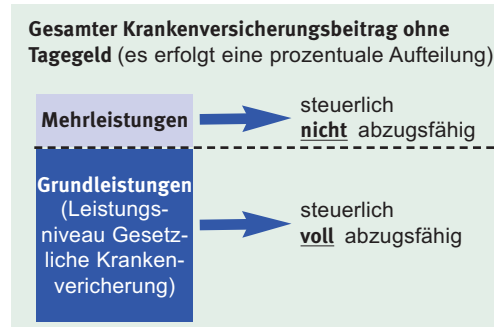 Gesamter Krankenversicherungsbeitrag ohne
Tagegeld (es erfolgt eine prozentuale Aufteilung)
Mehrleistungen
steuerlich
nicht abzugsfähig
Grundleistungen
(Leistungs-
niveau Gesetz-
liche Kranken-
vericherung)
steuerlich
voll abzugsfähig